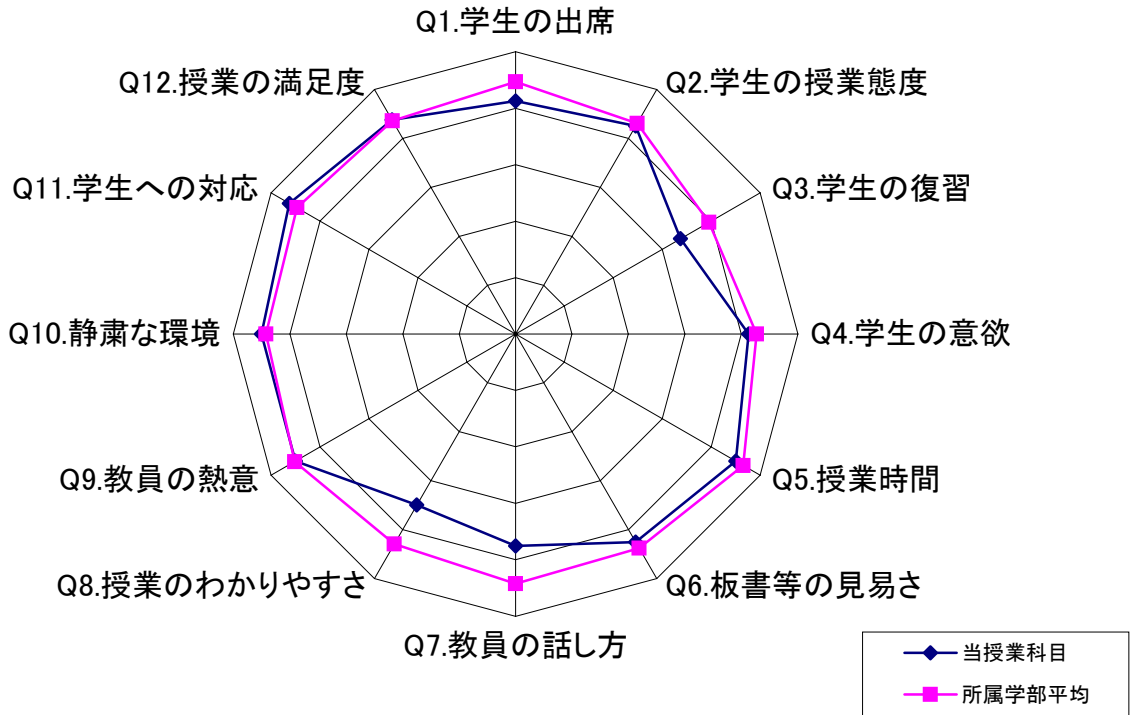 Q1.学生の出席
Q2.学生の授業態度
Q3.学生の復習
Q4.学生の意欲
Q5.授業時間
Q6.板書等の見易さ
Q7.教員の話し方
Q8.授業のわかりやすさ
Q9.教員の熱意
Q10.静粛な環境
Q11.学生への対応
Q12.授業の満足度
当授業科目
所属学部平均